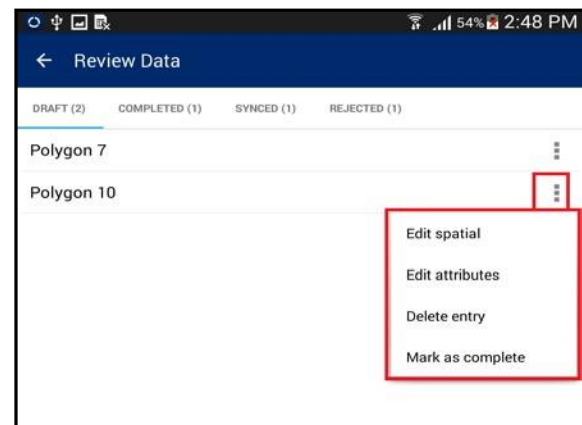 54% 2:48 PM
Review Data
DRAFT (2) COMPLETED (1) SYNCED (1) REJECTED (1)
Polygon 7
Polygon 10
Edit spatial
Edit attributes
Delete entry
Mark as complete